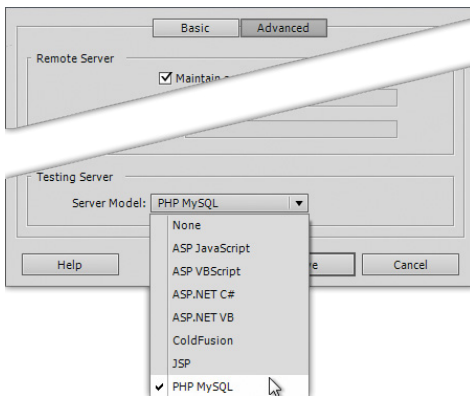 Basic Advanced
Remote Server
Maintain
Testing Server
Server Model: PHP MySQL
None
ASP JavaScript
ASP VBScript
ASP.NET C#
ASP.NET VB
ColdFusion
JSP
PHP MySQL
Help Cancel